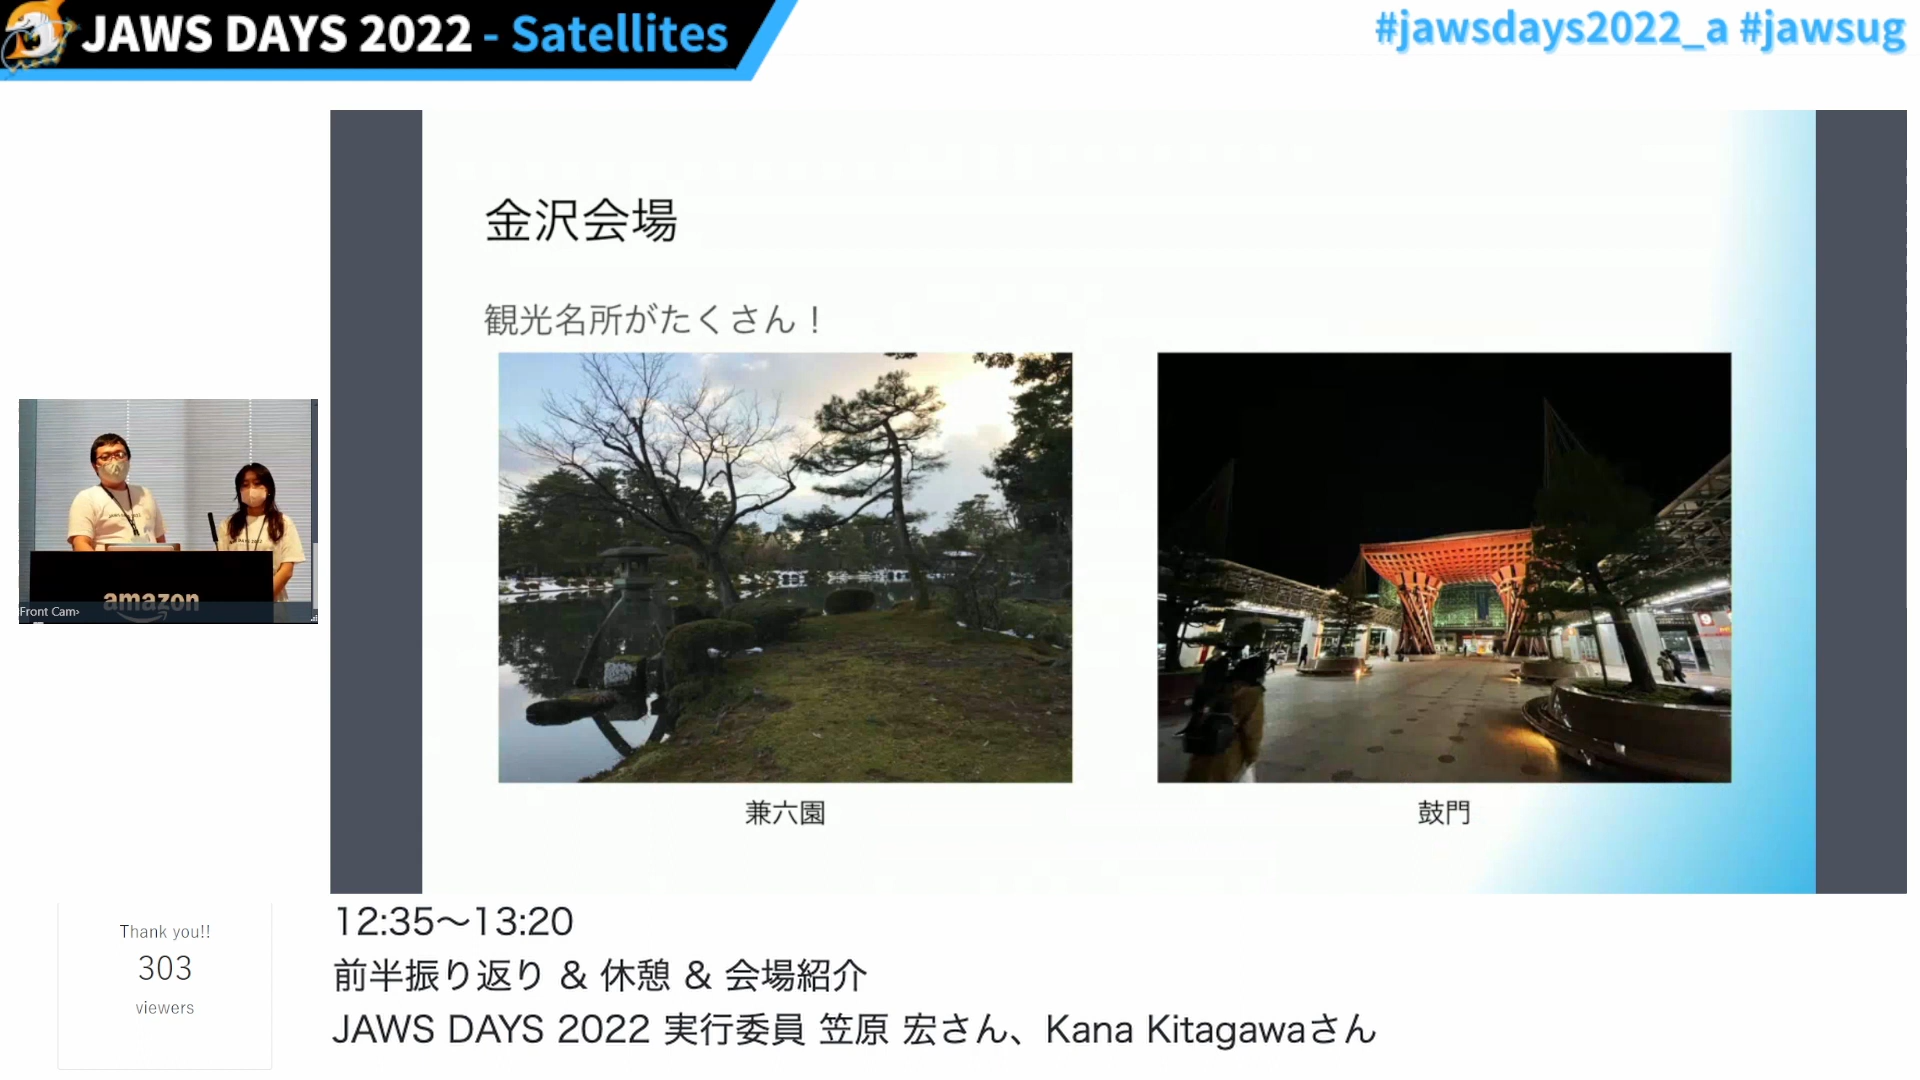 JAWS DAYS 2022 - Satellites
#jawsdays2022_a #jawsug
金沢会場
観光名所がたくさん！
兼六園
鼓門
9
amazon
Front Cam›
Thank you!!
303
viewers
12:35〜13:20
前半振り返り & 休憩 & 会場紹介
JAWS DAYS 2022 実行委員 笠原 宏さん、Kana Kitagawaさん